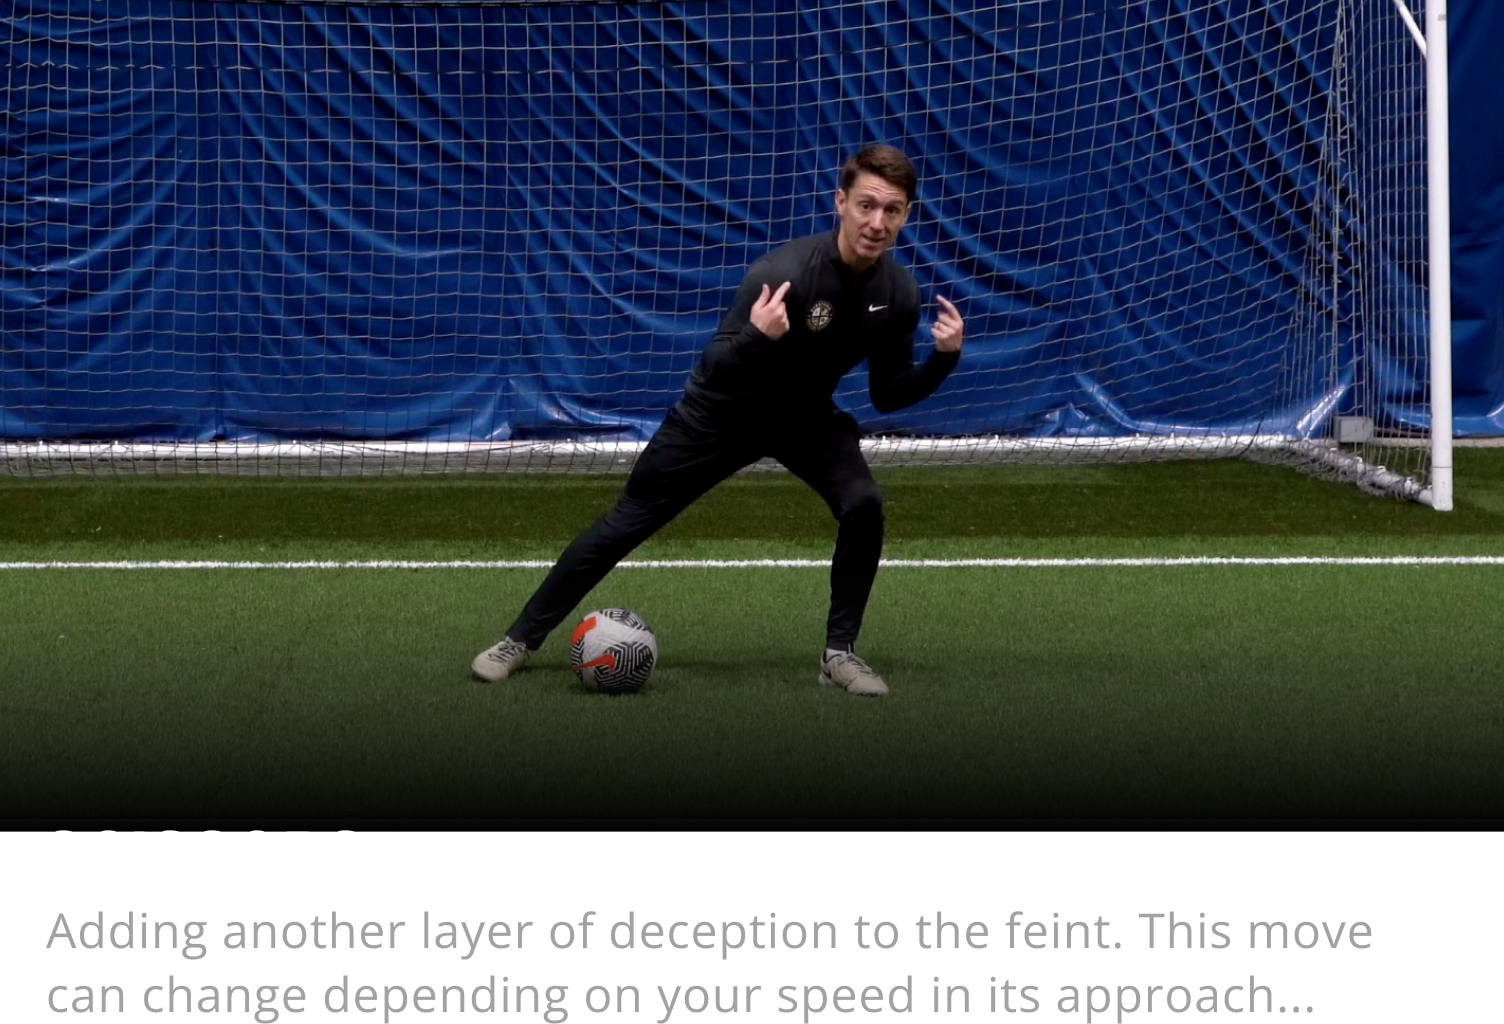 Adding another layer of deception to the feint. This move
can change depending on your speed in its approach...